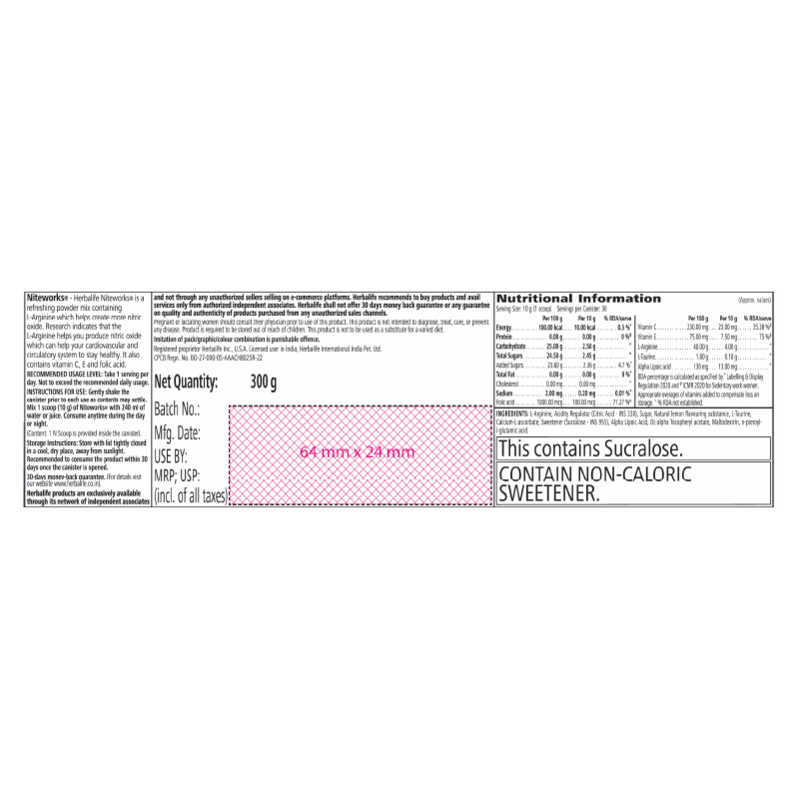 Niteworks® - Herbalife Niteworks® is a
refreshing powder mix containing
L-Arginine which helps create more nitric
oxide. Research indicates that the
L-Arginine helps you produce nitric oxide
which can help your cardiovascular and
circulatory system to stay healthy. It also
contains vitamin C, E and folic acid.
RECOMMENDED USAGE LEVEL: Take 1 serving per
day. Not to exceed the recommended daily usage.
INSTRUCTIONS FOR USE: Gently shake the
canister prior to each use as contents may settle.
Mix 1 scoop (10 g) of Niteworks® with 240 ml of
water or juice. Consume anytime during the day
or night.
(Content: 1 N Scoop is provided inside the canister).
Storage Instructions: Store with lid tightly closed
in a cool, dry place, away from sunlight.
Recommended to consume the product within 30
days once the canister is opened.
30-days money-back guarantee. (For details visit
our website www.herbalife.co.in).
Herbalife products are exclusively available
through its network of independent associates
and not through any unauthorized sellers selling on e-commerce platforms. Herbalife recommends to buy products and avail
services only from authorized independent associates. Herbalife shall not offer 30 days money back guarantee or any guarantee
on quality and authenticity of products purchased from any unauthorized sales channels.
Pregnant or lactating women should consult their physician prior to use of this product. This product is not intended to diagnose, treat, cure, or prevent
any disease. Product is required to be stored out of reach of children. This product is not to be used as a substitute for a varied diet.
Imitation of pack/graphic/colour combination is punishable offence.
Registered proprietor Herbalife Inc., U.S.A. Licensed user in India, Herbalife International India Pvt. Ltd.
CPCB Regn. No. BO-27-000-05-AAACH8025R-22
Net Quantity: 300 g
Batch No.:
Mfg. Date:
USE BY:
MRP; USP:
(incl. of all taxes)
64 mm x 24 mm
Nutritional Information (Approx. values)
Serving Size: 10 g (1 scoop) Servings per Canister: 30
Per 100 g Per 10 g % RDA/serve
Energy 100.00 kcal 10.00 kcal 0.5 %
Protein 0.00 g 0.00 g 0 %
Carbohydrate 25.00 g 2.50 g ^
Total Sugars 24.50 g 2.45 g ^
Added Sugars 23.60 g 2.36 g 4.7 %
Total Fat 0.00 g 0.00 g 0 %
Cholesterol 0.00 mg 0.00 mg ^
Sodium 2.00 mg 0.20 mg 0.01 %
Folic acid 1000.00 mcg 100.00 mcg 77.27 %
Per 100 g Per 10 g % RDA/serve
Vitamin C 230.00 mg 23.00 mg 35.38 %
Vitamin E 75.00 mg 7.50 mg 75 %
L-Arginine 40.00 g 4.00 g ^
L-Taurine 1.80 g 0.18 g ^
Alpha Lipoic acid 130 mg 13.00 mg ^
RDA percentage is calculated as specified by * Labelling & Display
Regulation 2020 and # ICMR 2020 for Sedentary work women.
Appropriate overages of vitamins added to compensate loss on
storage. ^ % RDA not established.
INGREDIENTS: L-Arginine, Acidity Regulator (Citric Acid - INS 330), Sugar, Natural lemon flavouring substance, L-Taurine,
Calcium-L-ascorbate, Sweetener (Sucralose - INS 955), Alpha Lipoic Acid, DL-alpha tocopheryl acetate, Maltodextrin, n-pteroyl-
l-glutamic acid.
This contains Sucralose.
CONTAIN NON-CALORIC
SWEETENER.